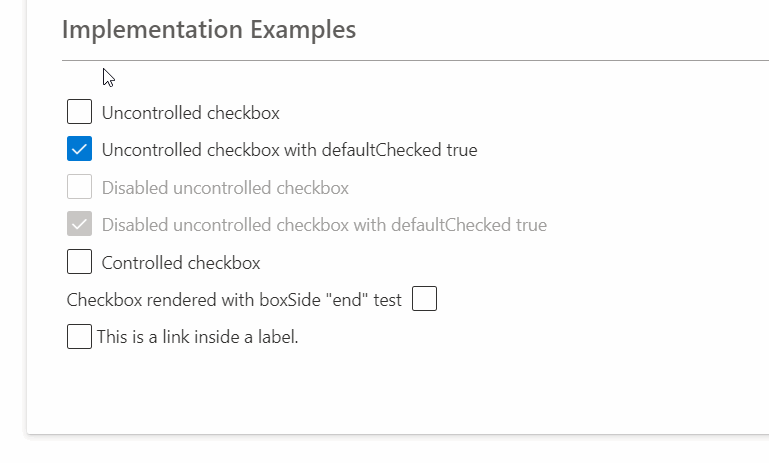 Implementation Examples
Uncontrolled checkbox
Uncontrolled checkbox with defaultChecked true
Disabled uncontrolled checkbox
Disabled uncontrolled checkbox with defaultChecked true
Controlled checkbox
Checkbox rendered with boxSide "end" test
This is a link inside a label.